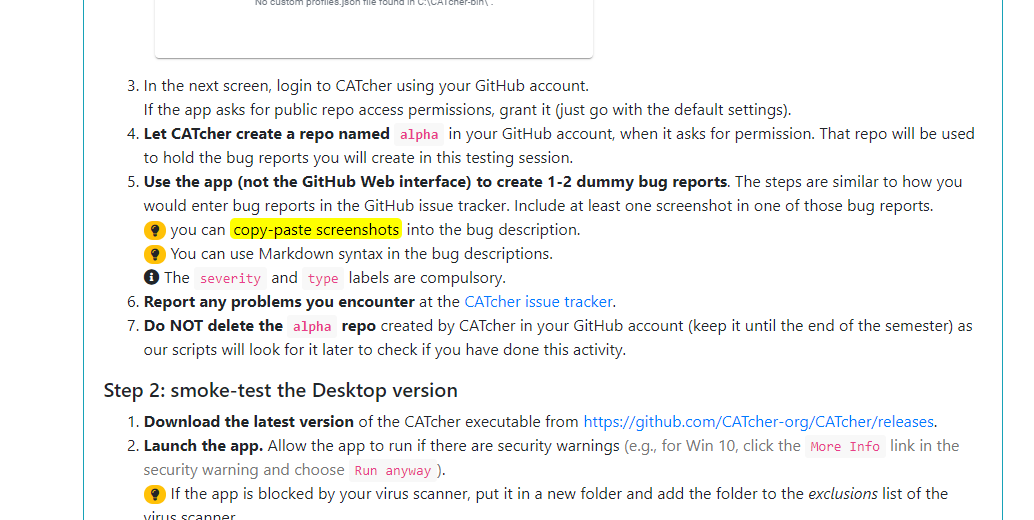 No custom profiles.json file found in C:\CATcher-bin\ .
3. In the next screen, login to CATcher using your GitHub account.
If the app asks for public repo access permissions, grant it (just go with the default settings).
4. Let CATcher create a repo named alpha in your GitHub account, when it asks for permission. That repo will be used
to hold the bug reports you will create in this testing session.
5. Use the app (not the GitHub Web interface) to create 1-2 dummy bug reports. The steps are similar to how you
would enter bug reports in the GitHub issue tracker. Include at least one screenshot in one of those bug reports.
you can copy-paste screenshots into the bug description.
You can use Markdown syntax in the bug descriptions.
The severity and type labels are compulsory.
6. Report any problems you encounter at the CATcher issue tracker.
7. Do NOT delete the alpha repo created by CATcher in your GitHub account (keep it until the end of the semester) as
our scripts will look for it later to check if you have done this activity.
Step 2: smoke-test the Desktop version
1. Download the latest version of the CATcher executable from https://github.com/CATcher-org/CATcher/releases.
2. Launch the app. Allow the app to run if there are security warnings (e.g., for Win 10, click the More Info link in the
security warning and choose Run anyway ).
If the app is blocked by your virus scanner, put it in a new folder and add the folder to the exclusions list of the
virus scanner